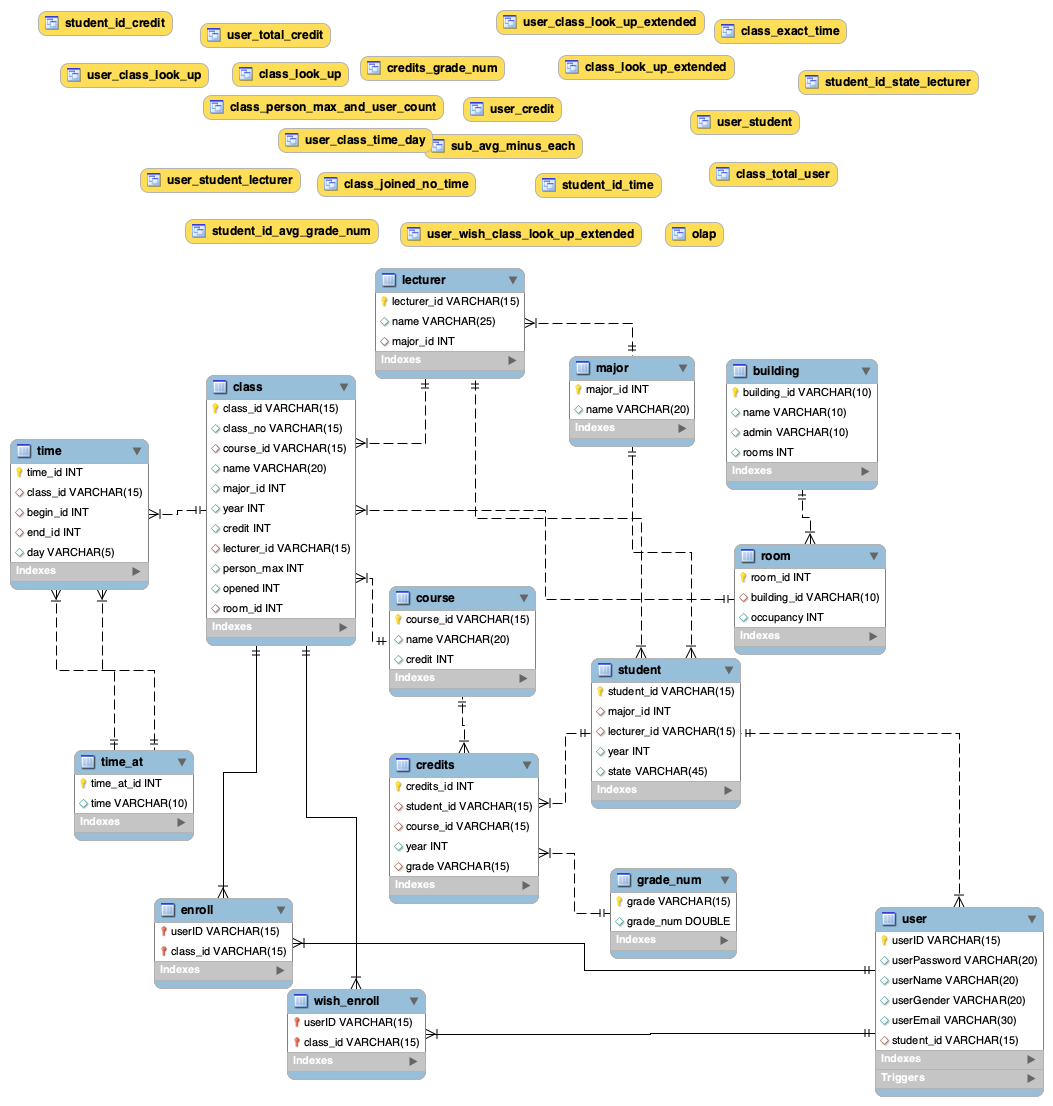 student_id_credit
user_total_credit
user_class_look_up_extended
class_exact_time
user_class_look_up
class_look_up
credits_grade_num
class_look_up_extended
student_id_state_lecturer
class_person_max_and_user_count
user_credit
user_student
user_class_time_day
sub_avg_minus_each
user_student_lecturer
class_joined_no_time
student_id_time
class_total_user
student_id_avg_grade_num
user_wish_class_look_up_extended
olap
lecturer
lecturer_id VARCHAR(15)
name VARCHAR(25)
major_id INT
Indexes
major
major_id INT
name VARCHAR(20)
Indexes
building
building_id VARCHAR(10)
name VARCHAR(10)
admin VARCHAR(10)
rooms INT
Indexes
class
class_id VARCHAR(15)
class_no VARCHAR(15)
course_id VARCHAR(15)
name VARCHAR(20)
major_id INT
year INT
credit INT
lecturer_id VARCHAR(15)
person_max INT
opened INT
room_id INT
Indexes
time
time_id INT
class_id VARCHAR(15)
begin_id INT
end_id INT
day VARCHAR(5)
Indexes
room
room_id INT
building_id VARCHAR(10)
occupancy INT
Indexes
course
course_id VARCHAR(15)
name VARCHAR(20)
credit INT
Indexes
student
student_id VARCHAR(15)
major_id INT
lecturer_id VARCHAR(15)
year INT
state VARCHAR(45)
Indexes
time_at
time_at_id INT
time VARCHAR(10)
Indexes
credits
credits_id INT
student_id VARCHAR(15)
course_id VARCHAR(15)
year INT
grade VARCHAR(15)
Indexes
grade_num
grade VARCHAR(15)
grade_num DOUBLE
Indexes
enroll
userID VARCHAR(15)
class_id VARCHAR(15)
Indexes
user
userID VARCHAR(15)
userPassword VARCHAR(20)
userName VARCHAR(20)
userGender VARCHAR(20)
userEmail VARCHAR(30)
student_id VARCHAR(15)
Indexes
Triggers
wish_enroll
userID VARCHAR(15)
class_id VARCHAR(15)
Indexes